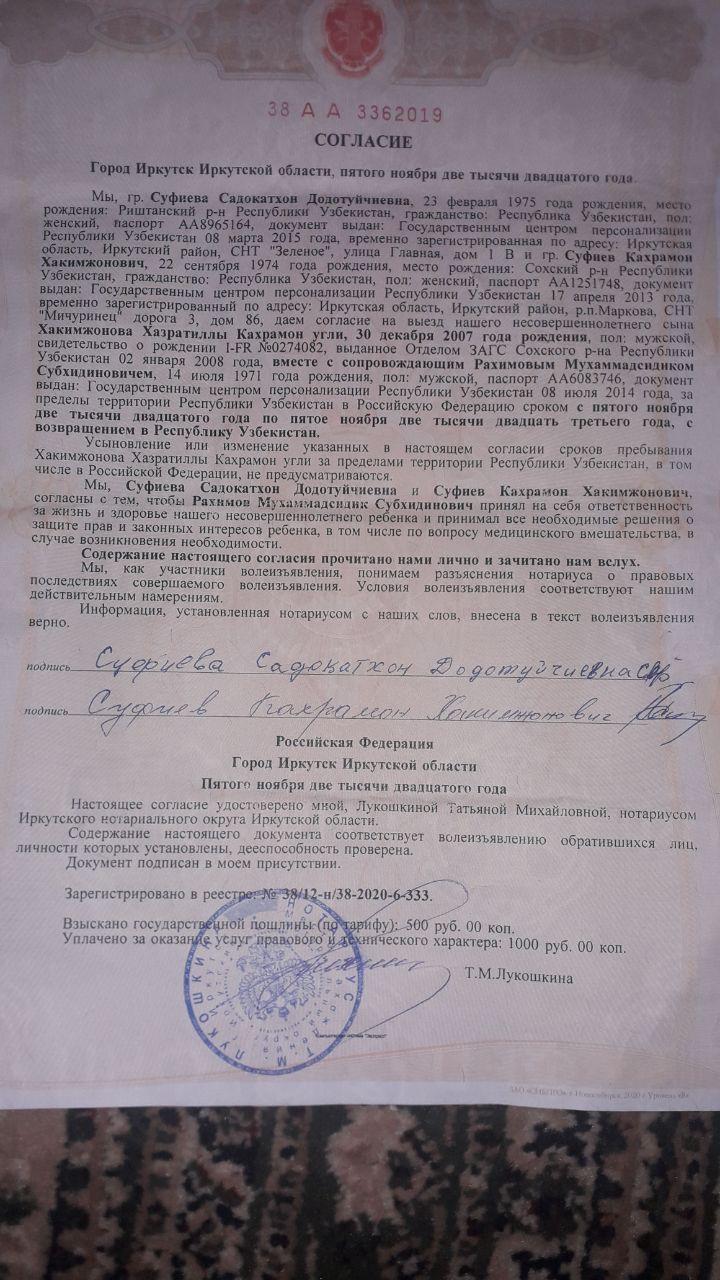 38 А А 3362019
СОГЛАСИЕ
Город Иркутск Иркутской области, пятого ноября две тысячи двадцатого года.
Мы, гр. Суфиева Садокатхон Додотуйчиевна, 23 февраля 1975 года рождения, место
рождения: Риштанский р-н Республики Узбекистан, гражданство: Республика Узбекистан, пол:
женский, паспорт АА8965164, документ выдан: Государственным центром персонализации
Республики Узбекистан 08 марта 2015 года, временно зарегистрированная по адресу: Иркутская
область, Иркутский район, СНТ "Зеленое", улица Главная, дом 1 В и гр. Суфиев Кахрамон
Хакимжонович, 22 сентября 1974 года рождения, место рождения: Сохский р-н Республики
Узбекистан, гражданство: Республика Узбекистан, пол: женский, паспорт АА1251748, документ
выдан: Государственным центром персонализации Республики Узбекистан 17 апреля 2013 года,
временно зарегистрированный по адресу: Иркутская область, Иркутский район, р.п.Маркова, СНТ
"Мичуринец" дорога 3, дом 86, даем согласие на выезд нашего несовершеннолетнего сына
Хакимжонова Хазратиллы Кахрамон угли, 30 декабря 2007 года рождения, пол: мужской,
свидетельство о рождении I-FR №0274082, выданное Отделом ЗАГС Сохского р-на Республики
Узбекистан 02 января 2008 года, вместе с сопровождающим Рахимовым Мухаммадсидиком
Субхидиновичем, 14 июля 1971 года рождения, пол: мужской, паспорт АА6083746, документ
выдан: Государственным центром персонализации Республики Узбекистан 08 июля 2014 года, за
пределы территории Республики Узбекистан в Российскую Федерацию сроком с пятого ноября
две тысячи двадцатого года по пятое ноября две тысячи двадцать третьего года, с
возвращением в Республику Узбекистан.
Усыновление или изменение указанных в настоящем согласии сроков пребывания
Хакимжонова Хазратиллы Кахрамон угли за пределами территории Республики Узбекистан, в том
числе в Российской Федерации, не предусматриваются.
Мы, Суфиева Садокатхон Додотуйчиевна и Суфиев Кахрамон Хакимжонович,
согласны с тем, чтобы Рахимов Мухаммадсидик Субхидинович принял на себя ответственность
за жизнь и здоровье нашего несовершеннолетнего ребенка и принимал все необходимые решения о
защите прав и законных интересов ребенка, в том числе по вопросу медицинского вмешательства, в
случае возникновения необходимости.
Содержание настоящего согласия прочитано нами лично и зачитано нам вслух.
Мы, как участники волеизъявления, понимаем разъяснения нотариуса о правовых
последствиях совершаемого волеизъявления. Условия волеизъявления соответствуют нашим
действительным намерениям.
Информация, установленная нотариусом с наших слов, внесена в текст волеизъявления
верно.
подпись Суфиева Садокатхон Додотуйчиевна
подпись Суфиев Кахрамон Хакимжонович
Российская Федерация
Город Иркутск Иркутской области
Пятого ноября две тысячи двадцатого года
Настоящее согласие удостоверено мной, Лукошкиной Татьяной Михайловной, нотариусом
Иркутского нотариального округа Иркутской области.
Содержание настоящего документа соответствует волеизъявлению обратившихся лиц,
личности которых установлены, дееспособность проверена.
Документ подписан в моем присутствии.
Зарегистрировано в реестре: № 38/12-н/38-2020-6-333.
Взыскано государственной пошлины (по тарифу): 500 руб. 00 коп.
Уплачено за оказание услуг правового и технического характера: 1000 руб. 00 коп.
Т.М.Лукошкина
НОТАРИУС Т.М. ЛУКОШКИНА